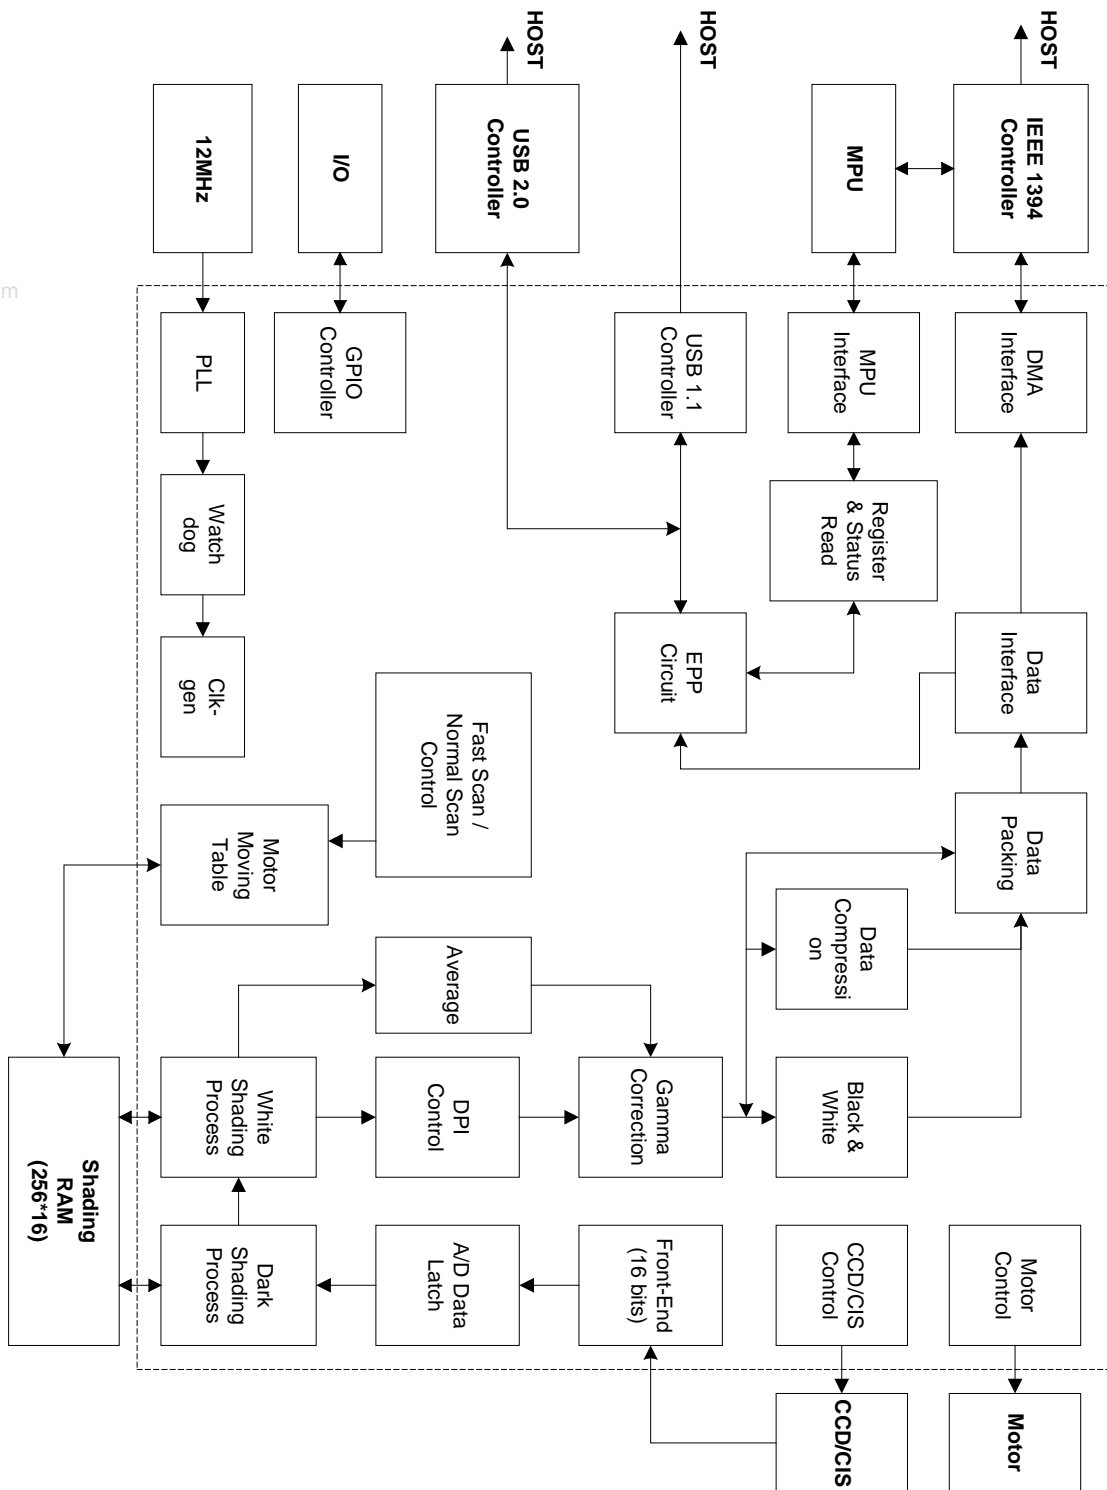 HOST
HOST
HOST
12MHz
I/O
USB 2.0
Controller
MPU
IEEE 1394
Controller
m
PLL
GPIO
Controller
USB 1.1
Controller
MPU
Interface
DMA
Interface
Watch
dog
Register
& Status
Read
Clk-
gen
EPP
Circuit
Data
Interface
Fast Scan /
Normal Scan
Control
Motor
Moving
Table
Data
Packing
Average
Data
Compressi
on
White
Shading
Process
DPI
Control
Gamma
Correction
Black &
White
Shading
RAM
(256*16)
Dark
Shading
Process
A/D Data
Latch
Front-End
(16 bits)
CCD/CIS
Control
Motor
Control
CCD/CIS
Motor